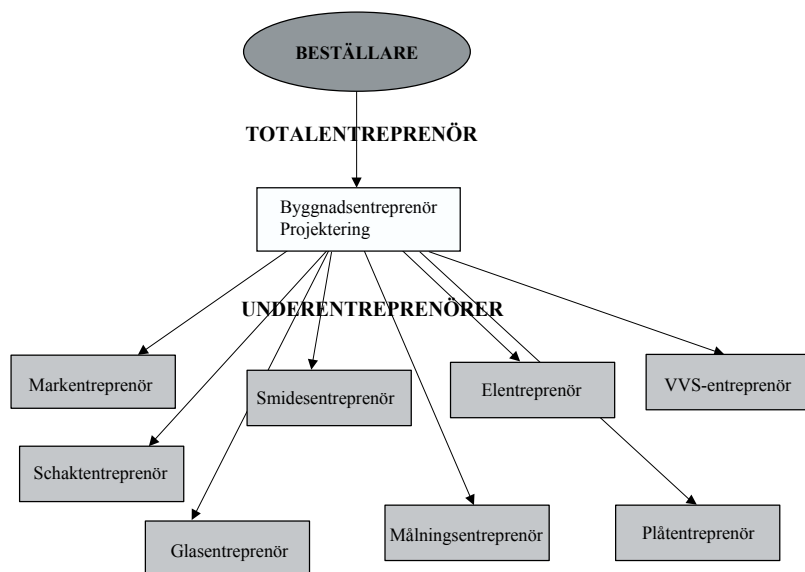 BESTÄLLARE
TOTALENTREPRENÖR
Byggnadsentreprenör
Projektering
UNDERENTREPRENÖRER
Markentreprenör
Smidesentreprenör
Elentreprenör
VVS-entreprenör
Schaktentreprenör
Glasentreprenör
Målningsentreprenör
Plåtentreprenör